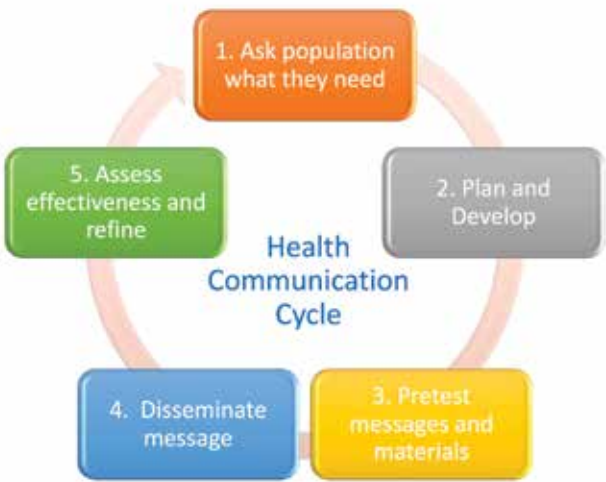 1. Ask population
what they need
2. Plan and
Develop
3. Pretest
messages and
materials
4. Disseminate
message
5. Assess
effectiveness and
refine
Health
Communication
Cycle